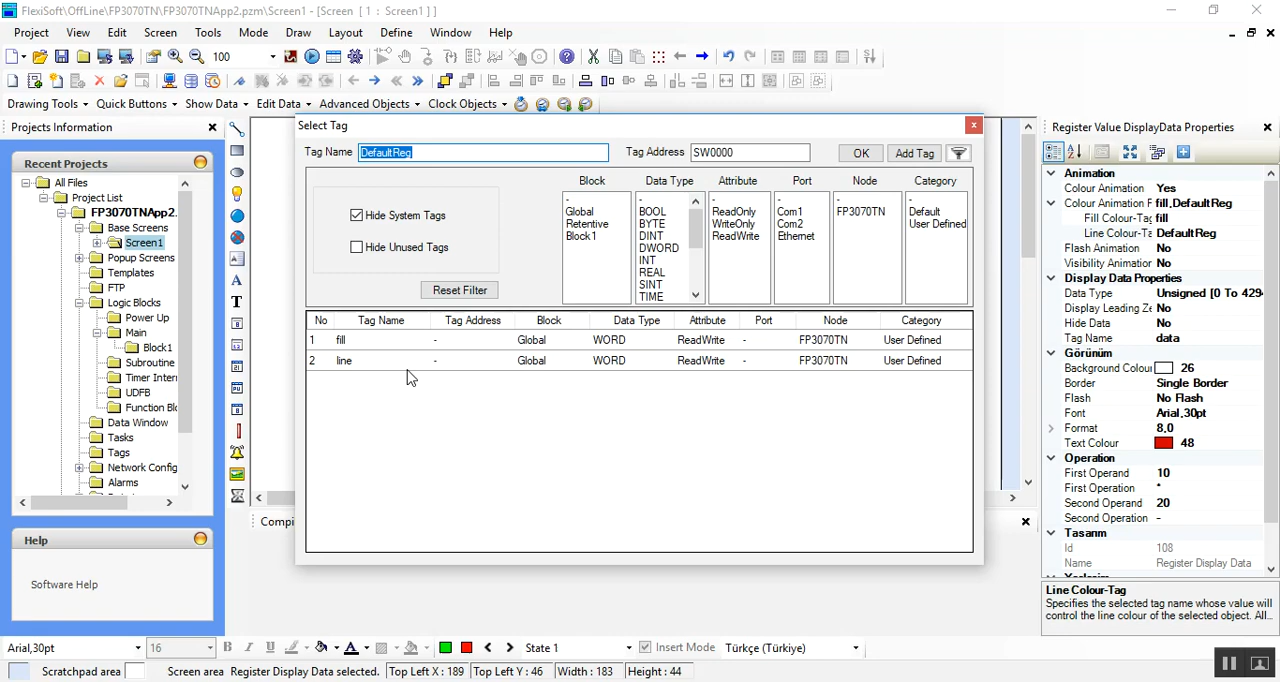 FlexiSoft\OffLine\FP3070TN\FP3070TNApp2.pzm\Screen1 - [Screen [ 1 : Screen1 ] ]
Project View Edit Screen Tools Mode Draw Layout Define Window Help
100
Drawing Tools Quick Buttons Show Data Edit Data Advanced Objects Clock Objects
Projects Information
Recent Projects
All Files
Project List
FP3070TNApp2.
Base Screens
Screen1
Popup Screens
Templates
FTP
Logic Blocks
Power Up
Main
Block1
Subroutine
Timer Inter
UDFB
Function Blo
Data Window
Tasks
Tags
Network Config
Alarms
Help
Software Help
Select Tag
Tag Name DefaultReg Tag Address SW0000 OK Add Tag
Hide System Tags
Hide Unused Tags
Reset Filter
Block Data Type Attribute Port Node Category
- - - - - -
Global BOOL ReadOnly Com1 FP3070TN Default
Retentive BYTE WriteOnly Com2 User Defined
Block1 DINT ReadWrite Ethernet
DWORD
INT
REAL
SINT
TIME
No Tag Name Tag Address Block Data Type Attribute Port Node Category
1 fill - Global WORD ReadWrite - FP3070TN User Defined
2 line - Global WORD ReadWrite - FP3070TN User Defined
Compi
Register Value DisplayData Properties
Animation
Colour Animation Yes
Colour Animation F fill,DefaultReg
Fill Colour-Tag fill
Line Colour-Ta DefaultReg
Flash Animation No
Visibility Animation No
Display Data Properties
Data Type Unsigned [0 To 4294
Display Leading Ze No
Hide Data No
Tag Name data
Görünüm
Background Colou 26
Border Single Border
Flash No Flash
Font Arial,30pt
Format 8,0
Text Colour 48
Operation
First Operand 10
First Operation *
Second Operand 20
Second Operation -
Tasarım
Id 108
Name Register Display Data
Line Colour-Tag
Specifies the selected tag name whose value will
control the line colour of the selected object. All...
Arial,30pt 16 B I U A State 1 Insert Mode Türkçe (Türkiye)
Scratchpad area Screen area Register Display Data selected. Top Left X : 189 Top Left Y : 46 Width : 183 Height : 44